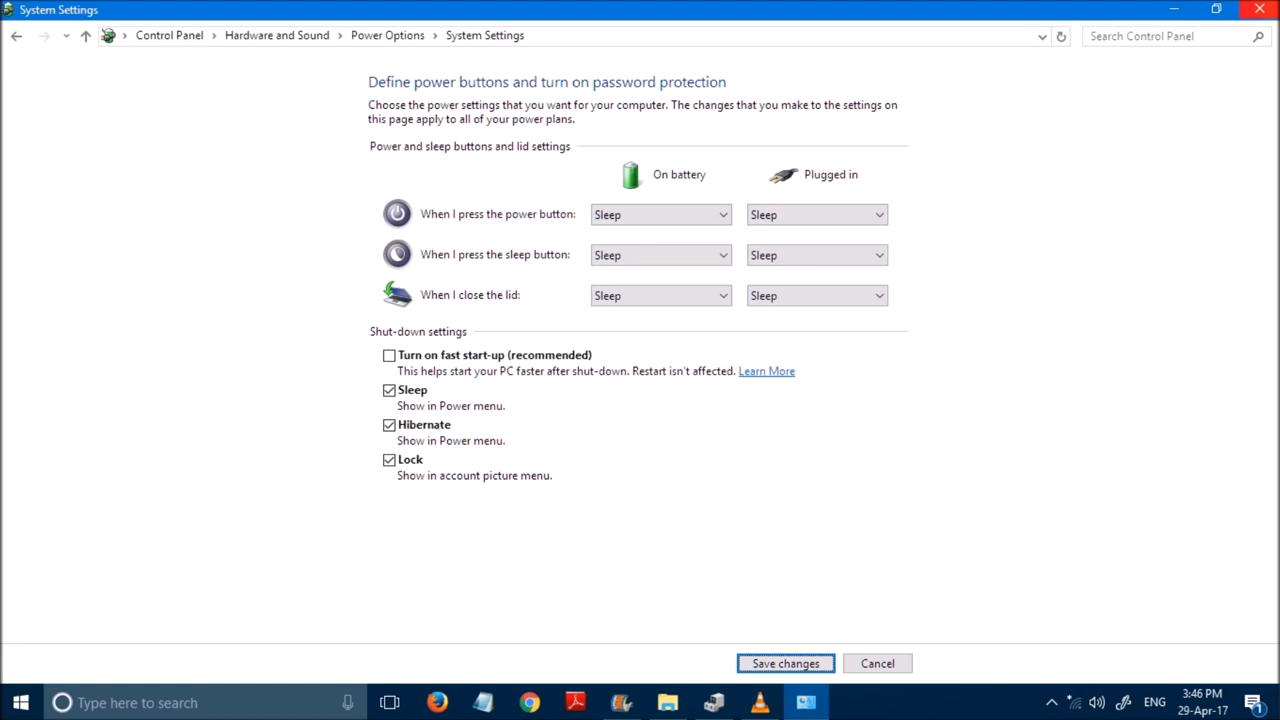 System Settings
Control Panel > Hardware and Sound > Power Options > System Settings
Search Control Panel
Define power buttons and turn on password protection
Choose the power settings that you want for your computer. The changes that you make to the settings on
this page apply to all of your power plans.
Power and sleep buttons and lid settings
On battery
Plugged in
When I press the power button: Sleep Sleep
When I press the sleep button: Sleep Sleep
When I close the lid: Sleep Sleep
Shut-down settings
Turn on fast start-up (recommended)
This helps start your PC faster after shut-down. Restart isn't affected. Learn More
Sleep
Show in Power menu.
Hibernate
Show in Power menu.
Lock
Show in account picture menu.
Save changes
Cancel
Type here to search
ENG
3:46 PM
29-Apr-17
1